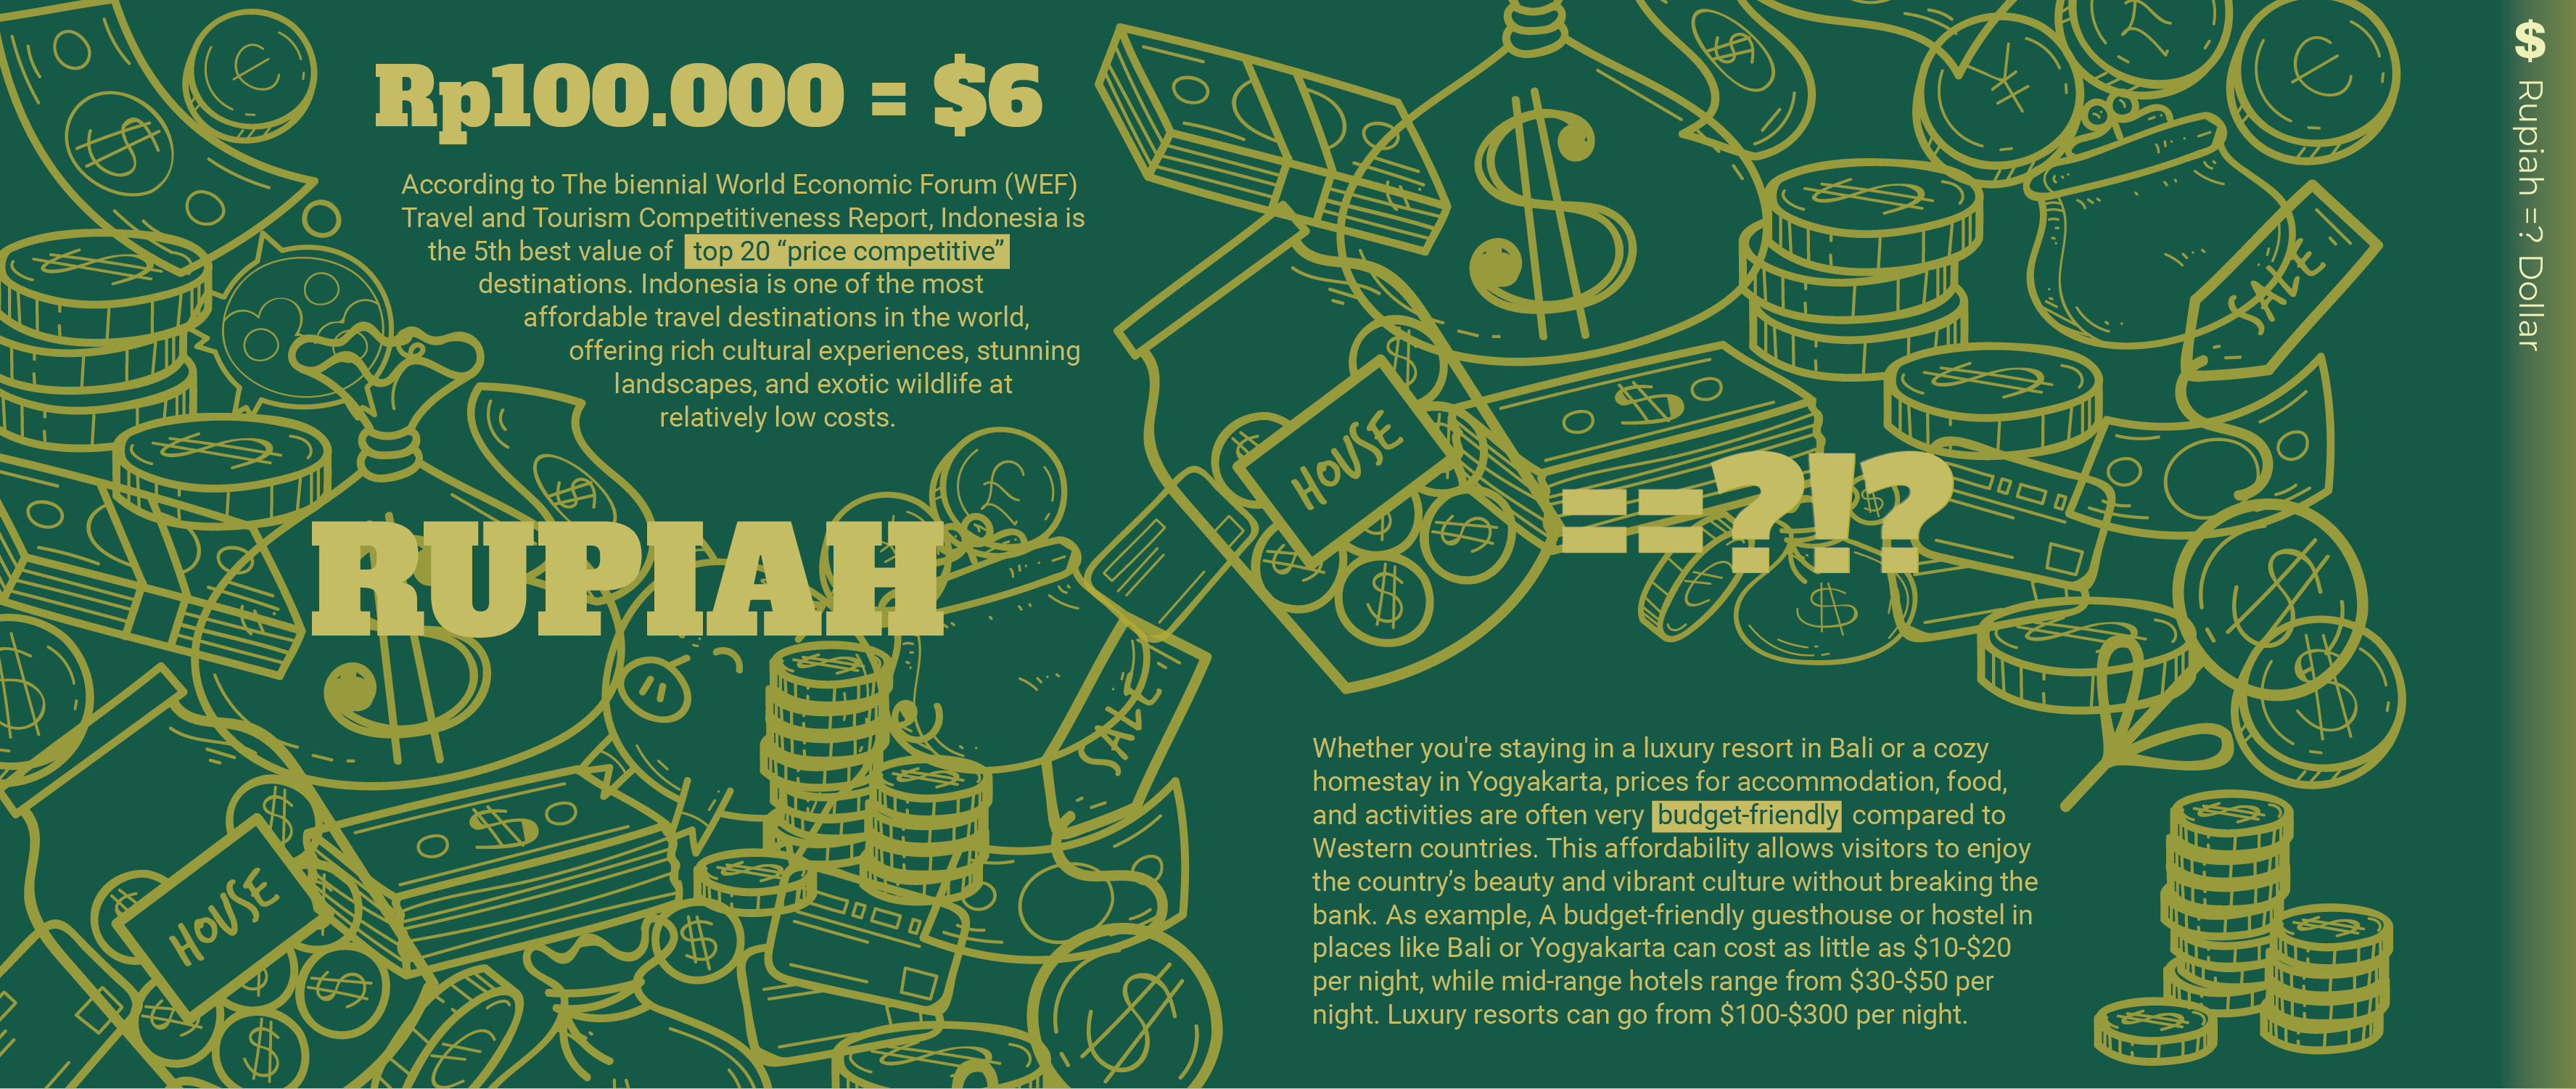 Rp100.000 = $6
According to The biennial World Economic Forum (WEF)
Travel and Tourism Competitiveness Report, Indonesia is
the 5th best value of top 20 “price competitive”
destinations. Indonesia is one of the most
affordable travel destinations in the world,
offering rich cultural experiences, stunning
landscapes, and exotic wildlife at
relatively low costs.
RUPIAH
HOUSE
SALE
HOUSE
SALE
==?!?
Whether you're staying in a luxury resort in Bali or a cozy
homestay in Yogyakarta, prices for accommodation, food,
and activities are often very budget-friendly compared to
Western countries. This affordability allows visitors to enjoy
the country’s beauty and vibrant culture without breaking the
bank. As example, A budget-friendly guesthouse or hostel in
places like Bali or Yogyakarta can cost as little as $10-$20
per night, while mid-range hotels range from $30-$50 per
night. Luxury resorts can go from $100-$300 per night.
$ Rupiah =? Dollar